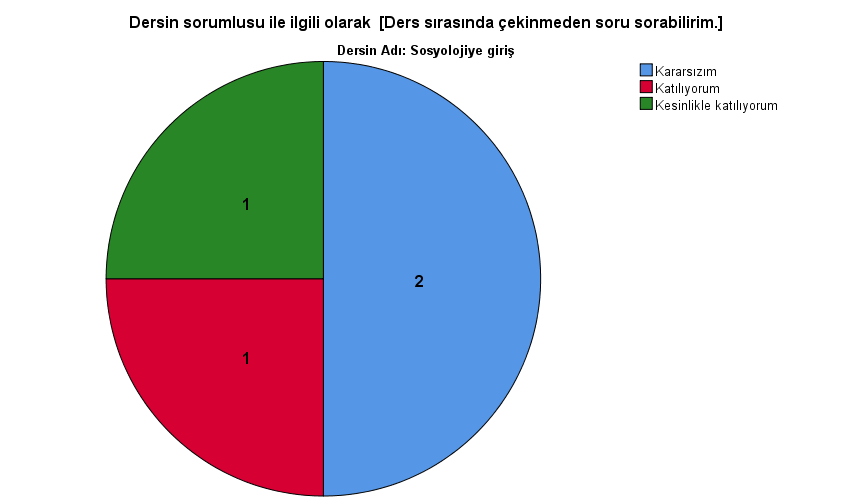 Dersin sorumlusu ile ilgili olarak [Ders sırasında çekinmeden soru sorabilirim.]
Dersin Adı: Sosyolojiye giriş
Kararsızım
Katılıyorum
Kesinlikle katılıyorum
1
2
1